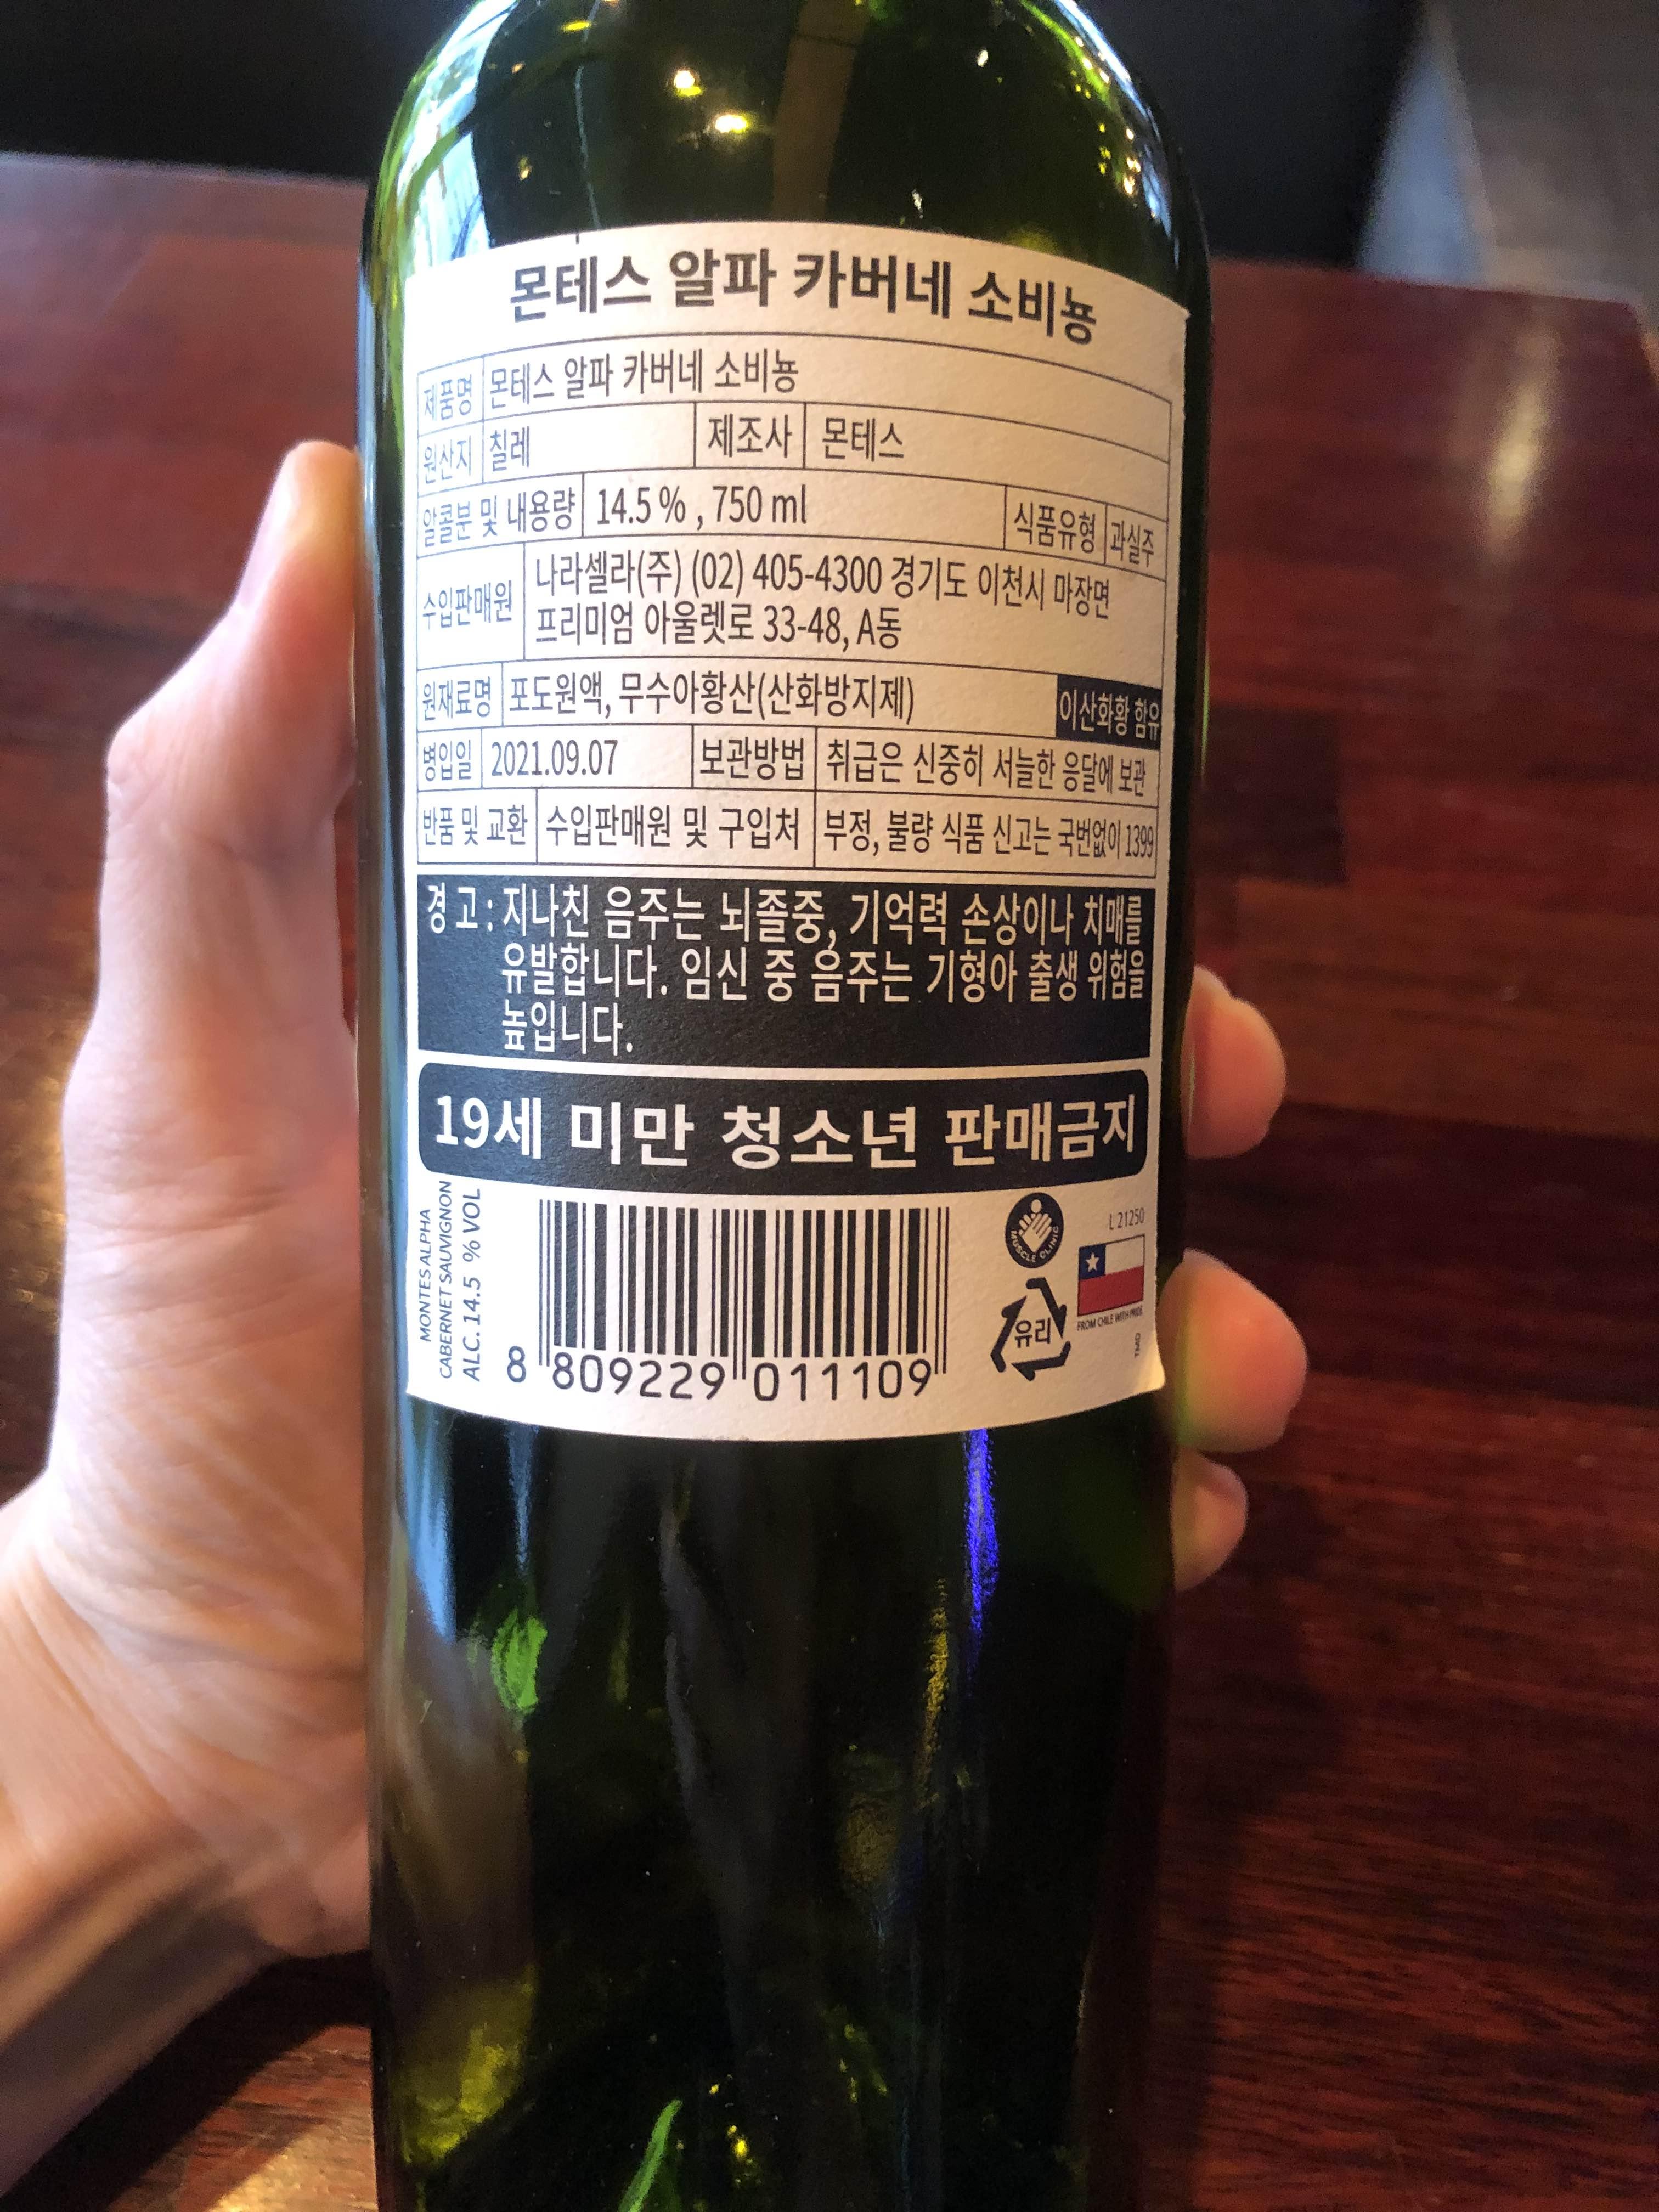 몬테스 알파 카버네 소비뇽
제품명 몬테스 알파 카버네 소비뇽
원산지 칠레 제조사 몬테스
알콜분 및 내용량 14.5 % , 750 ml 식품유형 과실주
수입판매원 나라셀라(주) (02) 405-4300 경기도 이천시 마장면
프리미엄 아울렛로 33-48, A동
원재료명 포도원액, 무수아황산(산화방지제) 이산화황 함유
병입일 2021.09.07 보관방법 취급은 신중히 서늘한 응달에 보관
반품 및 교환 수입판매원 및 구입처 부정, 불량 식품 신고는 국번없이 1399
경 고 : 지나친 음주는 뇌졸중, 기억력 손상이나 치매를
유발합니다. 임신 중 음주는 기형아 출생 위험을
높입니다.
19세 미만 청소년 판매금지
MONTES ALPHA
CABERNET SAUVIGNON
ALC. 14.5 % VOL
8 809229 011109
MUSCLE CLINIC
유리
L 21250
FROM CHILE WITH PRIDE
TMD